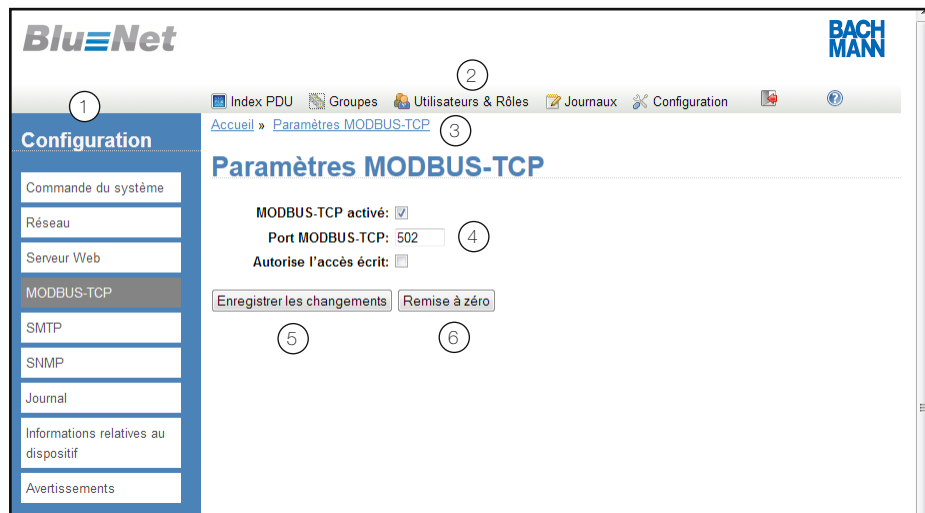 Blu≡Net
BACH
MANN
2
1
Index PDU Groupes Utilisateurs & Rôles Journaux Configuration ?
Accueil » Paramètres MODBUS-TCP
3
Configuration
Paramètres MODBUS-TCP
Commande du système
Réseau
Serveur Web
MODBUS-TCP
SMTP
SNMP
Journal
Informations relatives au
dispositif
Avertissements
MODBUS-TCP activé:
Port MODBUS-TCP: 502
4
Autorise l'accès écrit:
Enregistrer les changements Remise à zéro
5
6